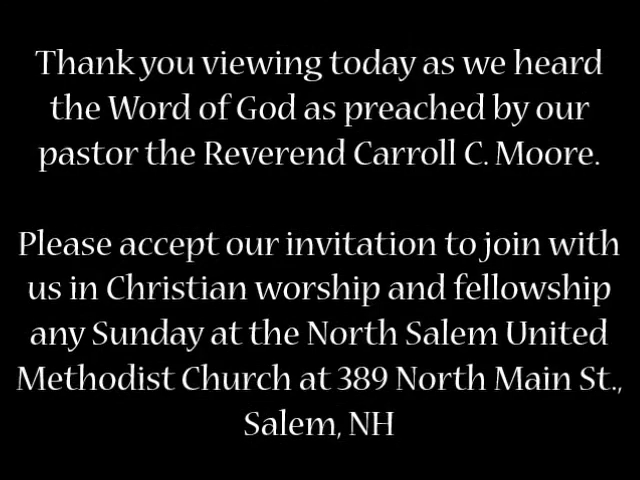 Thank you viewing today as we heard
the Word of God as preached by our
pastor the Reverend Carroll C. Moore.
Please accept our invitation to join with
us in Christian worship and fellowship
any Sunday at the North Salem United
Methodist Church at 389 North Main St.,
Salem, NH